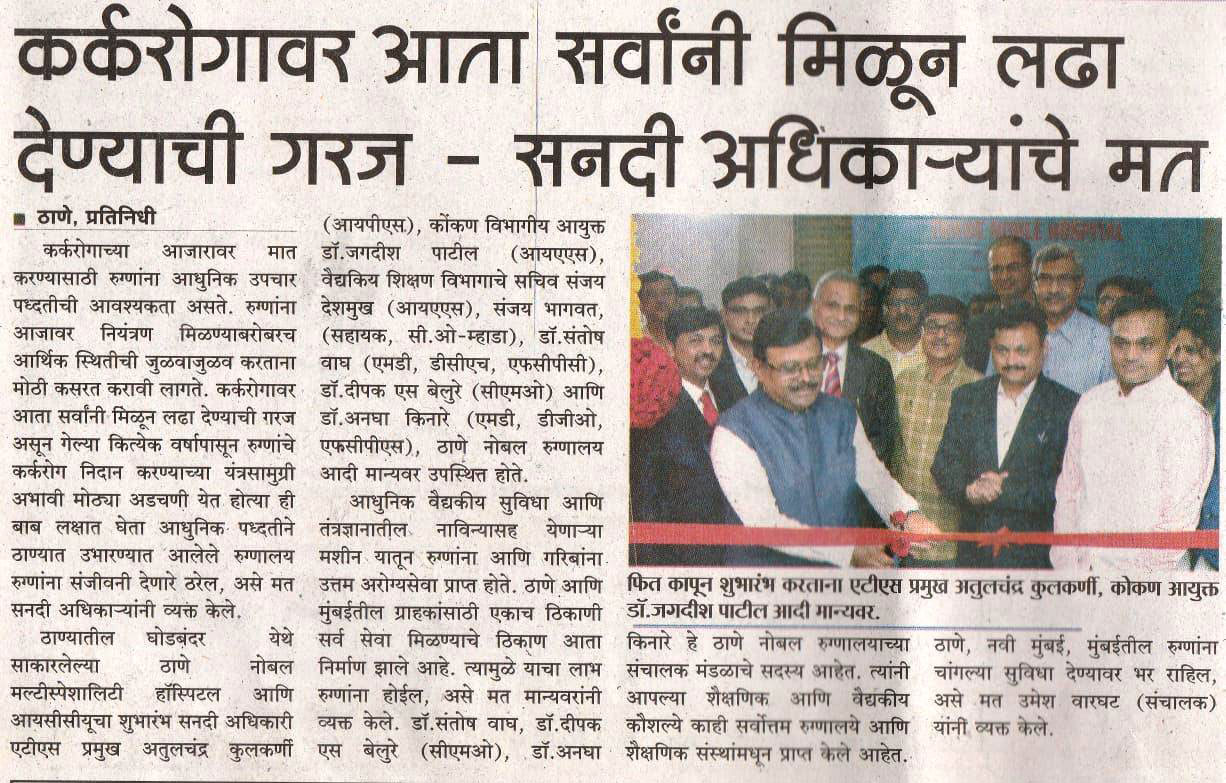 कर्करोगावर आता सर्वांनी मिळून लढा
देण्याची गरज - सनदी अधिकाऱ्यांचे मत
ठाणे, प्रतिनिधी
कर्करोगाच्या आजारावर मात
करण्यासाठी रुग्णांना आधुनिक उपचार
पध्दतीची आवश्यकता असते. रुग्णांना
आजावर नियंत्रण मिळण्याबरोबरच
आर्थिक स्थितीची जुळवाजुळव करताना
मोठी कसरत करावी लागते. कर्करोगावर
आता सर्वांनी मिळून लढा देण्याची गरज
असून गेल्या कित्येक वर्षापासून रुग्णांचे
कर्करोग निदान करण्याच्या यंत्रसामुग्री
अभावी मोठ्या अडचणी येत होत्या ही
बाब लक्षात घेता आधुनिक पध्दतीने
ठाण्यात उभारण्यात आलेले रुग्णालय
रुग्णांना संजीवनी देणारे ठरेल, असे मत
सनदी अधिकाऱ्यांनी व्यक्त केले.
ठाण्यातील घोडबंदर येथे
साकारलेल्या ठाणे नोबल
मल्टीस्पेशालिटी हॉस्पिटल आणि
आयसीसीयूचा शुभारंभ सनदी अधिकारी
एटीएस प्रमुख अतुलचंद्र कुलकर्णी
(आयपीएस), कोंकण विभागीय आयुक्त
डॉ.जगदीश पाटील (आयएएस),
वैद्यकिय शिक्षण विभागाचे सचिव संजय
देशमुख (आयएएस), संजय भागवत,
(सहायक, सी.ओ-म्हाडा), डॉ.संतोष
वाघ (एमडी, डीसीएच, एफसीपीसी),
डॉ.दीपक एस बेलुरे (सीएमओ) आणि
डॉ.अनघा किनारे (एमडी, डीजीओ,
एफसीपीएस), ठाणे नोबल रुग्णालय
आदी मान्यवर उपस्थित होते.
आधुनिक वैद्यकीय सुविधा आणि
तंत्रज्ञानातील नाविन्यासह येणाऱ्या
मशीन यातून रुग्णांना आणि गरिबांना
उत्तम अरोग्यसेवा प्राप्त होते. ठाणे आणि
मुंबईतील ग्राहकांसाठी एकाच ठिकाणी
सर्व सेवा मिळण्याचे ठिकाण आता
निर्माण झाले आहे. त्यामुळे याचा लाभ
रुग्णांना होईल, असे मत मान्यवरांनी
व्यक्त केले. डॉ.संतोष वाघ, डॉ.दीपक
एस बेलुरे (सीएमओ), डॉ.अनघा
NOBLE HOSPITAL
फित कापून शुभारंभ करताना एटीएस प्रमुख अतुलचंद्र कुलकर्णी, कोकण आयुक्त
डॉ.जगदीश पाटील आदी मान्यवर.
किनारे हे ठाणे नोबल रुग्णालयाच्या
संचालक मंडळाचे सदस्य आहेत. त्यांनी
आपल्या शैक्षणिक आणि वैद्यकीय
कौशल्ये काही सर्वोत्तम रुग्णालये आणि
शैक्षणिक संस्थांमधून प्राप्त केले आहेत.
ठाणे, नवी मुंबई, मुंबईतील रुग्णांना
चांगल्या सुविधा देण्यावर भर राहिल,
असे मत उमेश वारघट (संचालक)
यांनी व्यक्त केले.